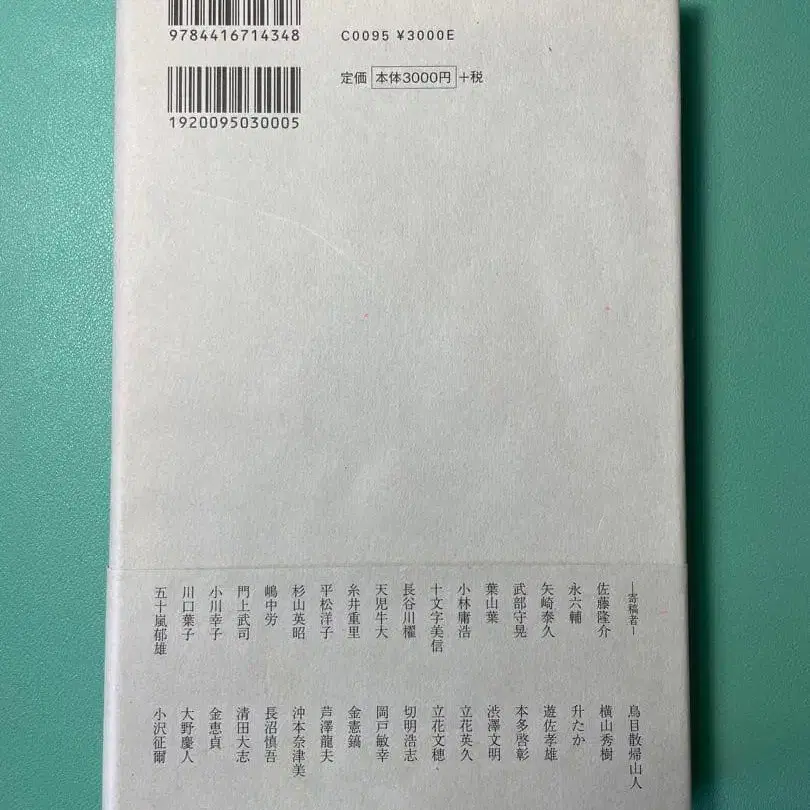 9784416714348
C0095 ¥3000E
定価 本体3000円 +税
1920095030005
—寄稿者—
佐藤隆介
永六輔
矢崎泰久
武部守晃
葉山葉
小林庸浩
十文字美信
長谷川櫂
天児牛大
糸井重里
平松洋子
杉山英昭
嶋中労
門上武司
小川幸子
川口葉子
五十嵐郁雄
鳥目散帰山人
横山秀樹
升たか
遊佐孝雄
本多啓彰
渋澤文明
立花英久
立花文穂
切明浩志
岡戸敏幸
金憲鎬
芦澤龍夫
沖本奈津美
長沼慎吾
清田大志
金恵貞
大野慶人
小沢征爾